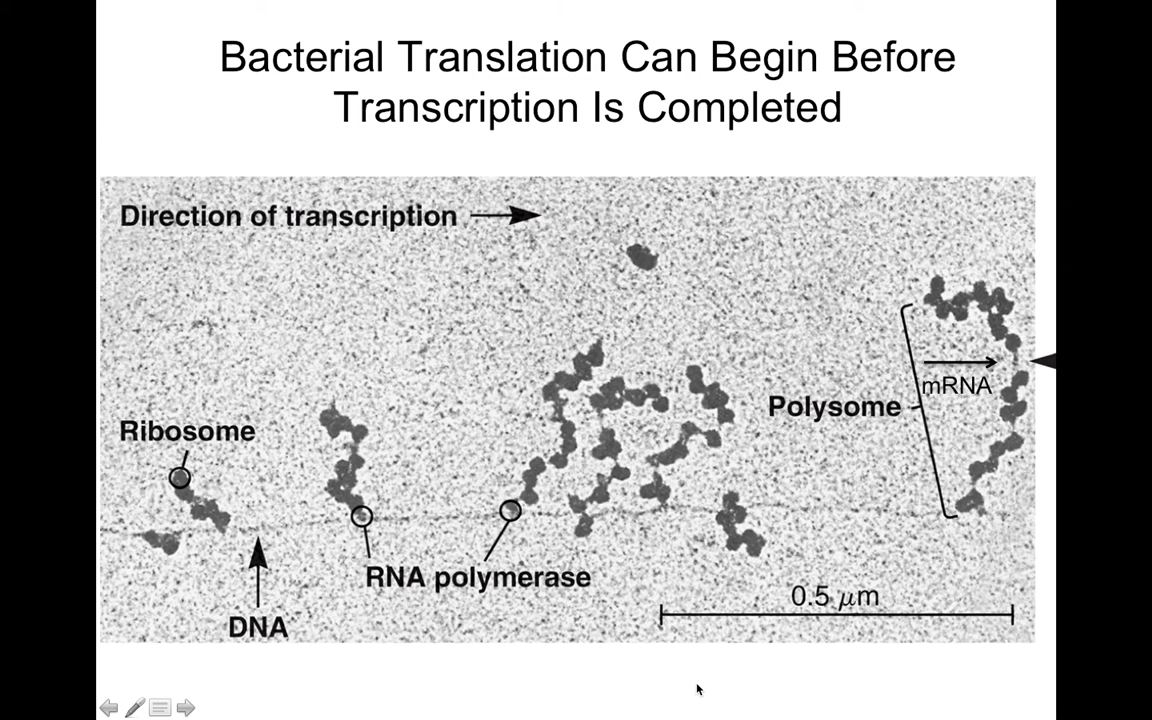 Bacterial Translation Can Begin Before
Transcription Is Completed
Direction of transcription
mRNA
Polysome
Ribosome
RNA polymerase
0.5 μm
DNA